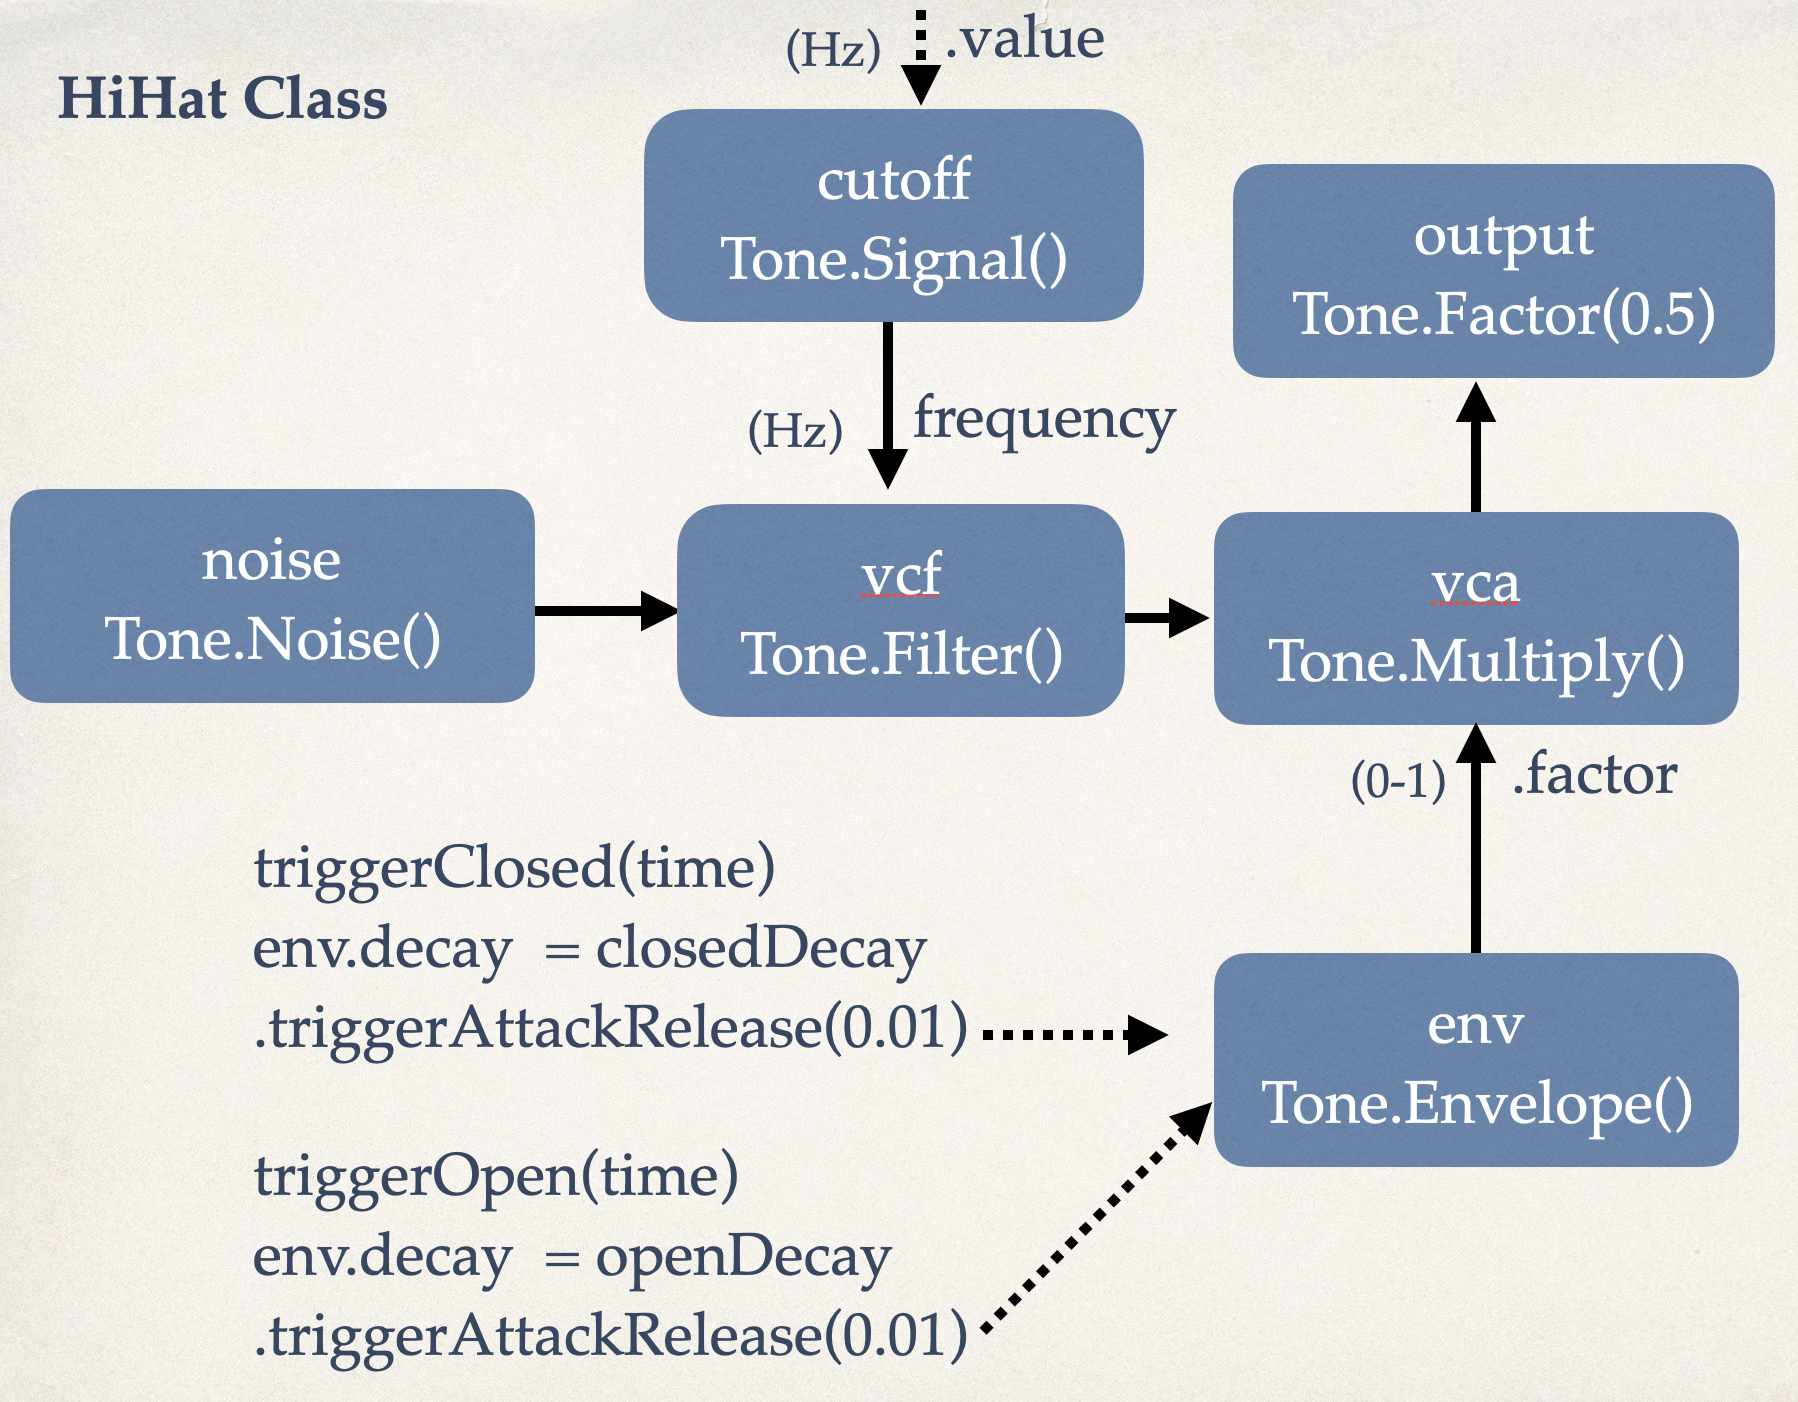 HiHat Class
(Hz) .value
cutoff
Tone.Signal()
output
Tone.Factor(0.5)
(Hz) frequency
noise
Tone.Noise()
vcf
Tone.Filter()
vca
Tone.Multiply()
(0-1) .factor
triggerClosed(time)
env.decay = closedDecay
.triggerAttackRelease(0.01)
env
Tone.Envelope()
triggerOpen(time)
env.decay = openDecay
.triggerAttackRelease(0.01)